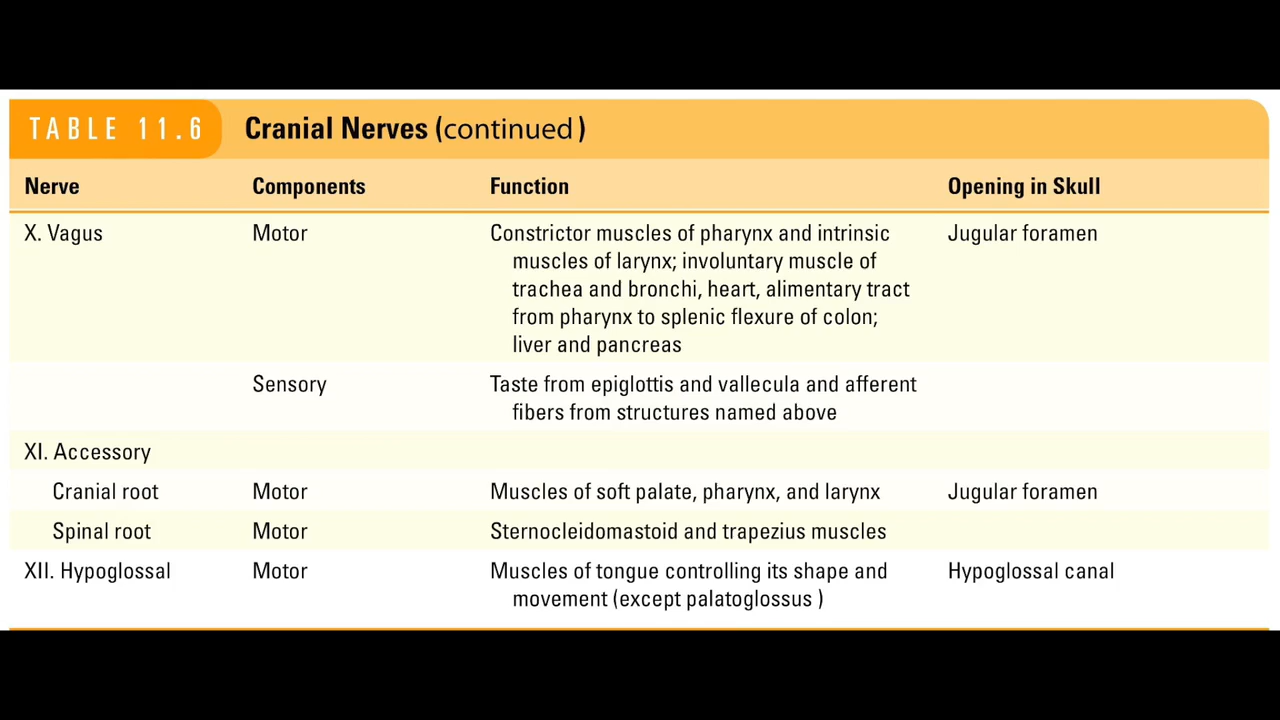 TABLE 11.6 Cranial Nerves (continued)
Nerve Components Function Opening in Skull
X. Vagus Motor Constrictor muscles of pharynx and intrinsic Jugular foramen
muscles of larynx; involuntary muscle of
trachea and bronchi, heart, alimentary tract
from pharynx to splenic flexure of colon;
liver and pancreas
Sensory Taste from epiglottis and vallecula and afferent
fibers from structures named above
XI. Accessory
Cranial root Motor Muscles of soft palate, pharynx, and larynx Jugular foramen
Spinal root Motor Sternocleidomastoid and trapezius muscles
XII. Hypoglossal Motor Muscles of tongue controlling its shape and Hypoglossal canal
movement (except palatoglossus )